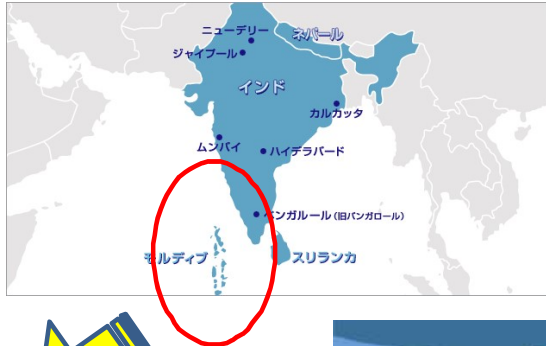 ニューデリー
ネパール
ジャイプール
インド
カルカッタ
ムンバイ
ハイデラバード
ベンガルール（旧バンガロール）
モルディブ
スリランカ